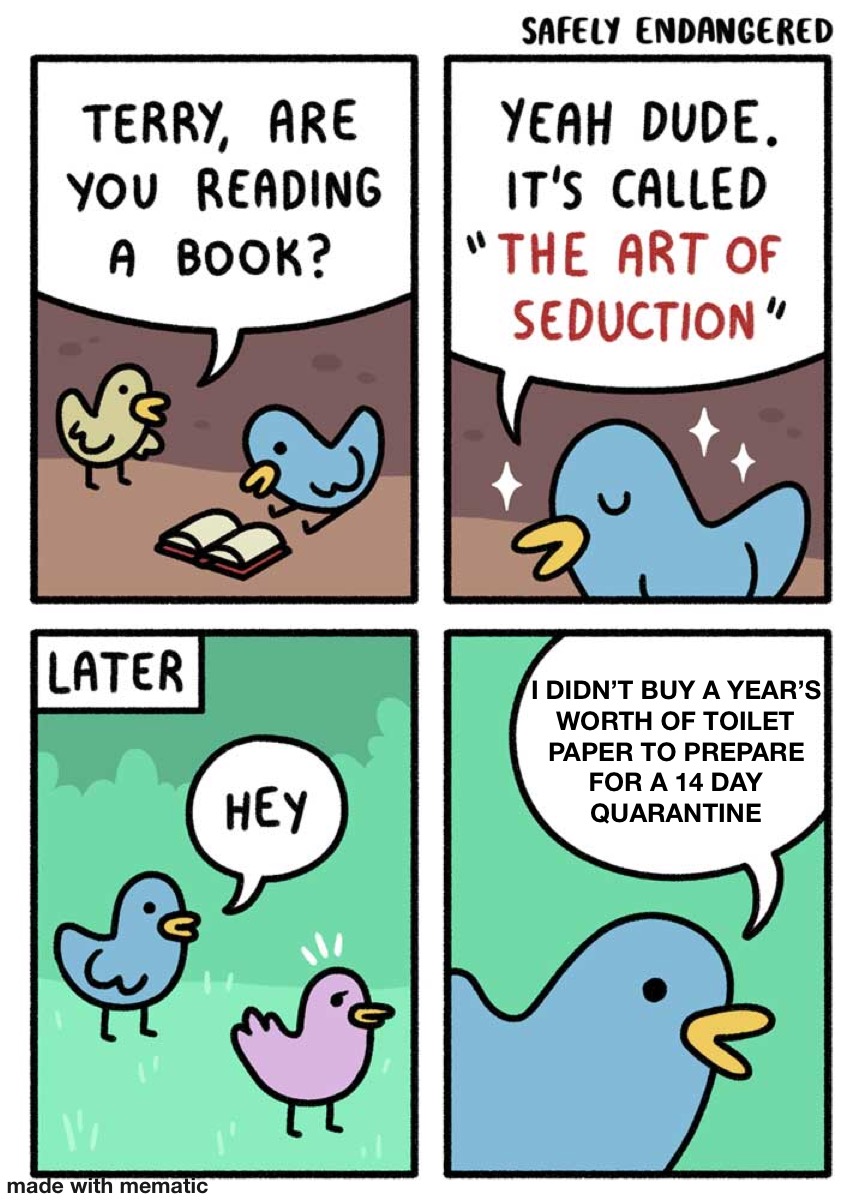 SAFELY ENDANGERED
TERRY, ARE
YOU READING
A BOOK?
YEAH DUDE.
IT'S CALLED
"THE ART OF
SEDUCTION"
LATER
HEY
I DIDN’T BUY A YEAR’S
WORTH OF TOILET
PAPER TO PREPARE
FOR A 14 DAY
QUARANTINE
made with mematic